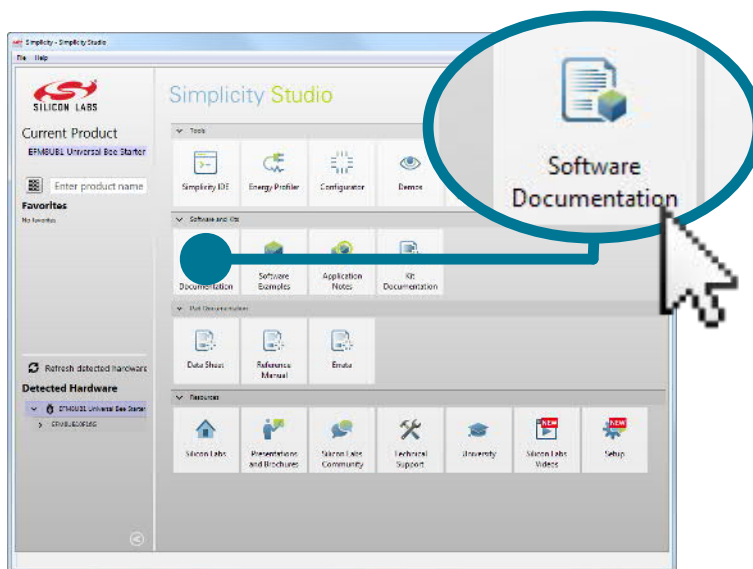 Simplicity - Simplicity Studio
File Help
SILICON LABS
Simplicity Studio
Current Product
EFM8UB1 Universal Bee Starter
Enter product name
Favorites
No favorites
Tools
Simplicity IDE
Energy Profiler
Configurator
Demos
Software and Kits
Documentation
Software
Examples
Application
Notes
Kit
Documentation
Part Documentation
Data Sheet
Reference
Manual
Errata
Refresh detected hardware
Detected Hardware
EFM8UB1 Universal Bee Starter
Resources
Silicon Labs
Presentations
and Brochures
Silicon Labs
Community
Technical
Support
University
NEW
Silicon Labs
Videos
NEW
Setup
Software
Documentation